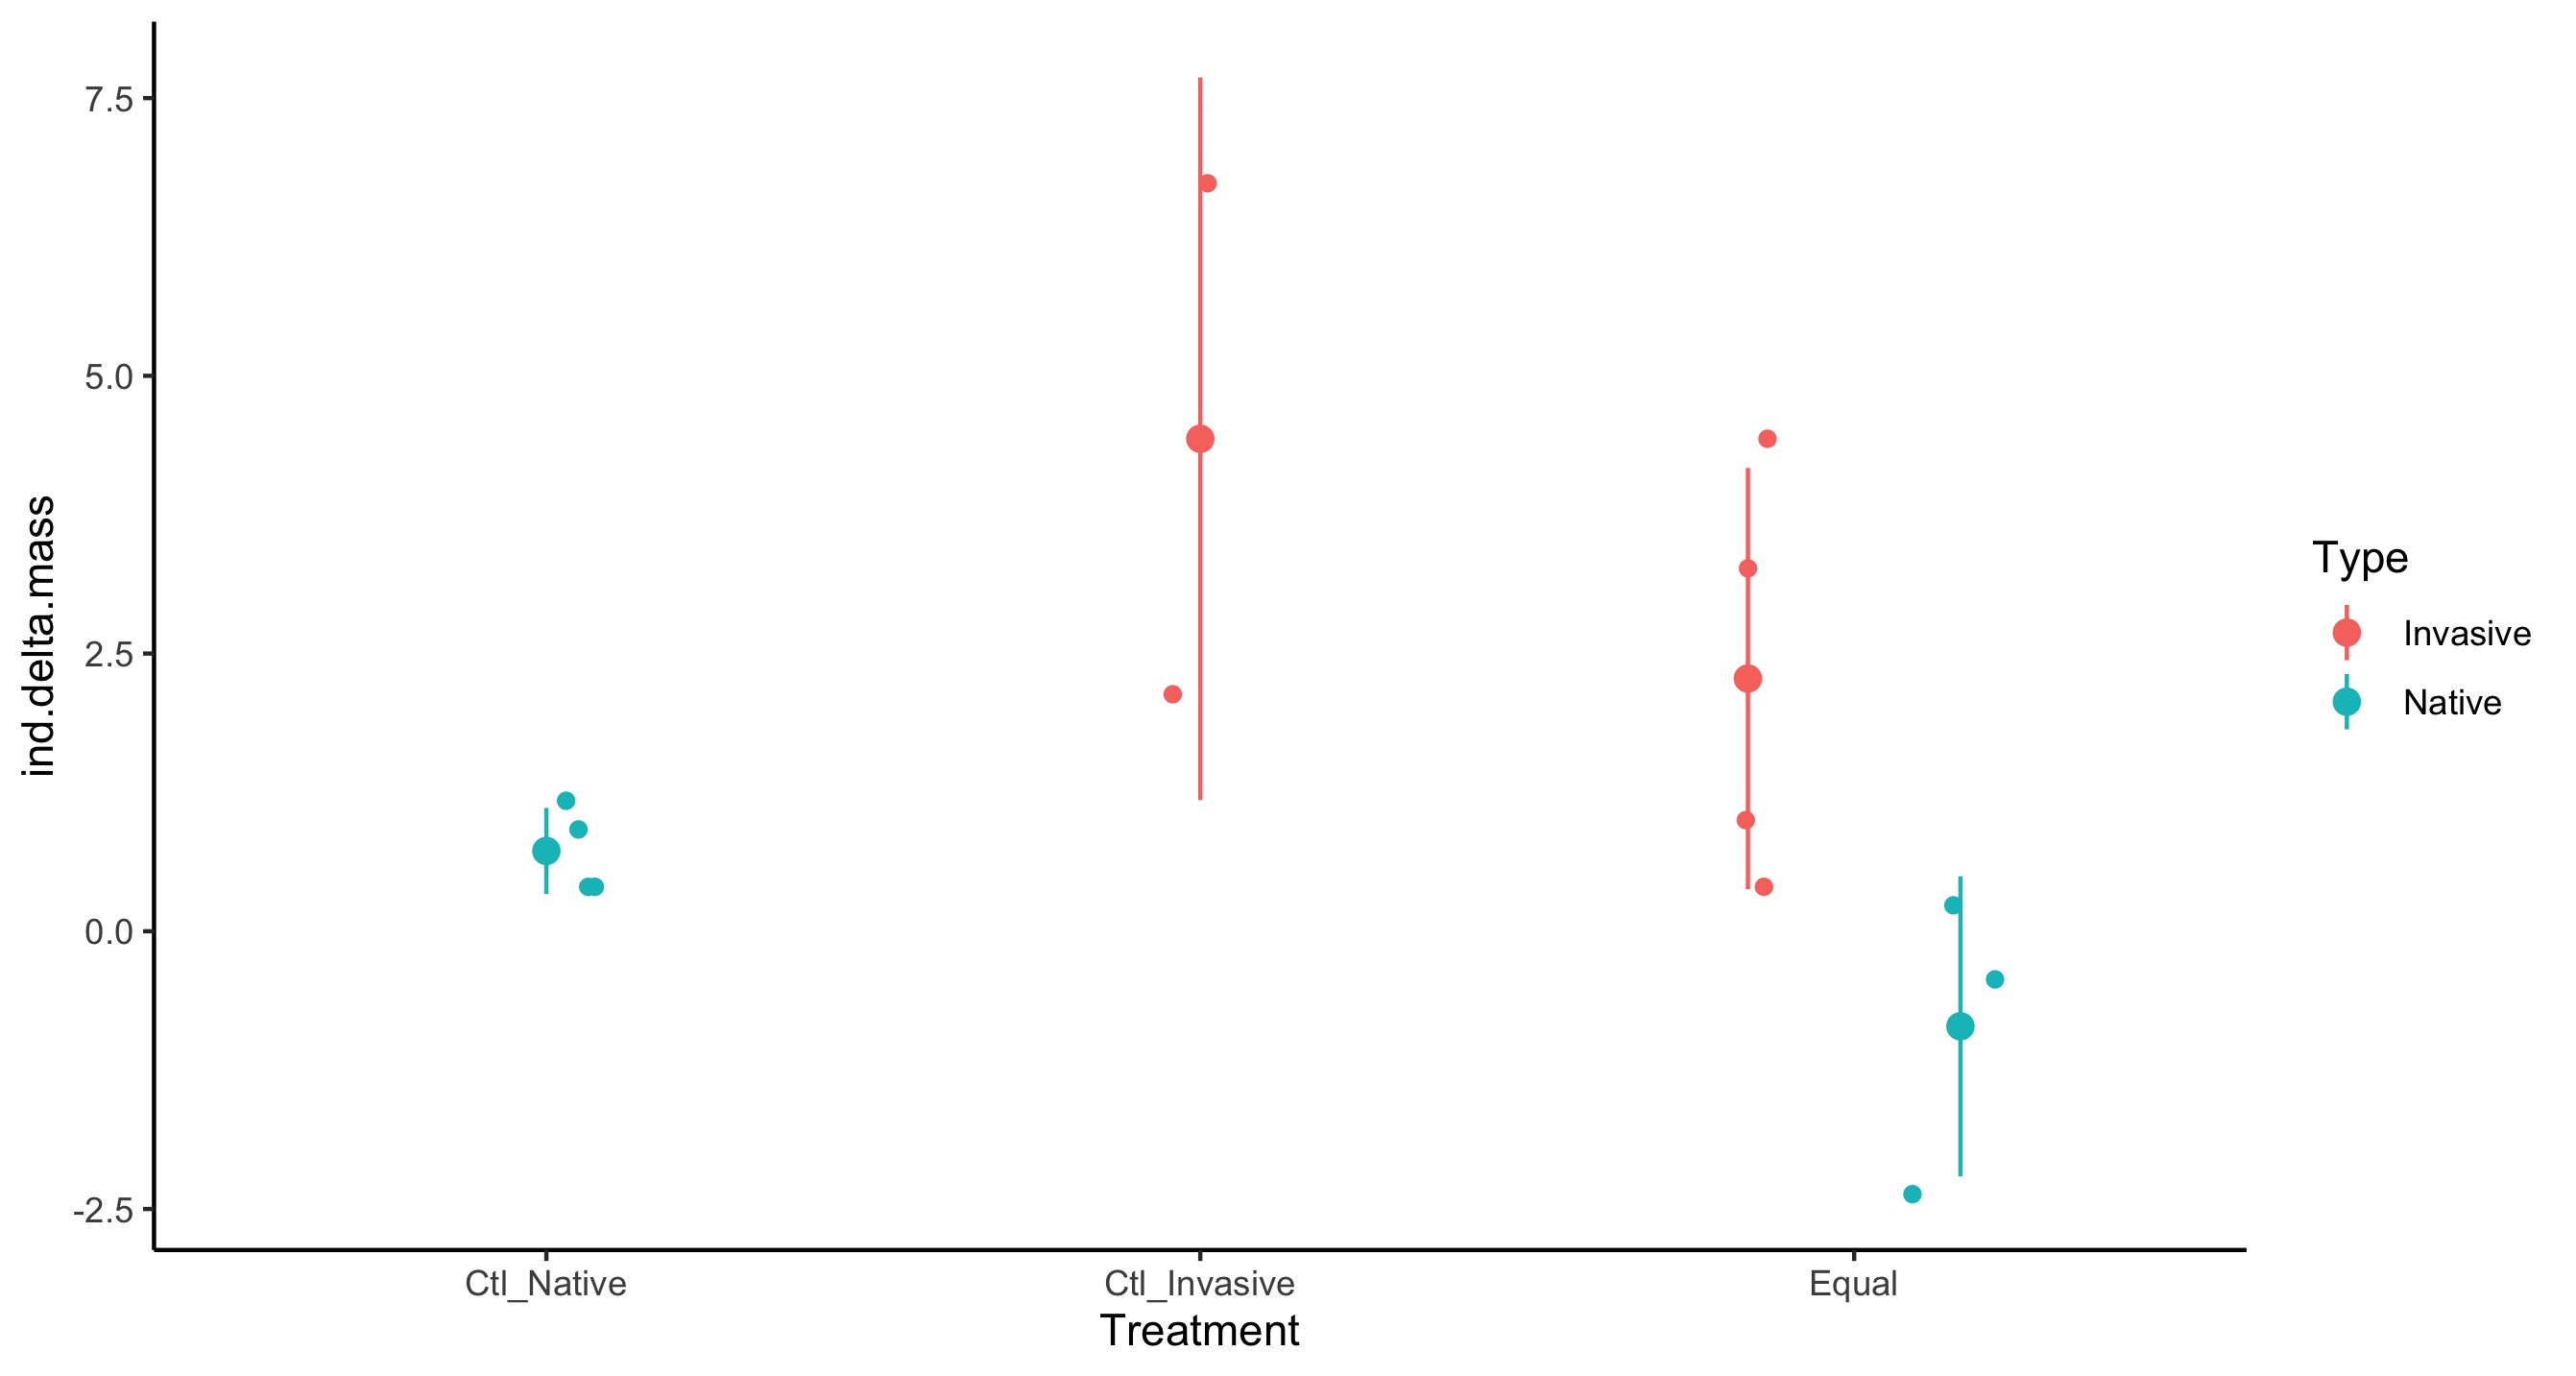 7.5
5.0
2.5
0.0
-2.5
ind.delta.mass
Ctl_Native
Ctl_Invasive
Equal
Treatment
Type
Invasive
Native